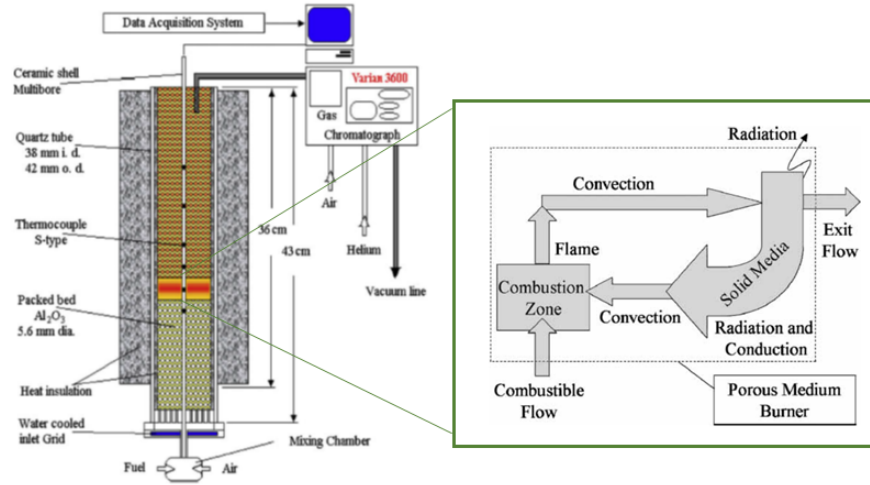 Data Acquisition System
Ceramic shell
Multibore
Varian 3600
Gas
Chromatograph
Quartz tube
38 mm i. d.
42 mm o. d.
Air
Helium
Vacuum line
36 cm
43 cm
Thermocouple
S-type
Packed bed
Al₂O₃
5.6 mm dia.
Heat insulation
Water cooled
inlet Grid
Mixing Chamber
Fuel
Air
Radiation
Convection
Exit
Flow
Flame
Solid Media
Combustion
Zone
Convection
Radiation and
Conduction
Combustible
Flow
Porous Medium
Burner